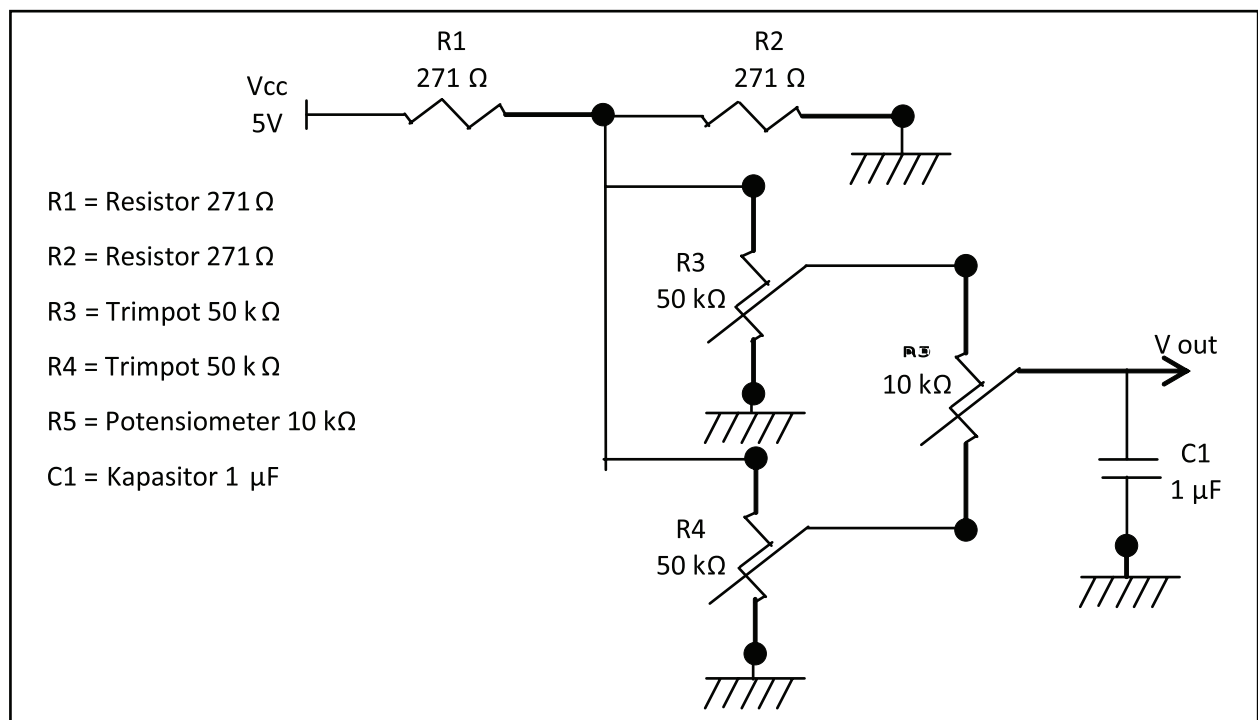 R1
271 Ω
R2
271 Ω
Vcc
5V
R1 = Resistor 271 Ω
R2 = Resistor 271 Ω
R3 = Trimpot 50 k Ω
R4 = Trimpot 50 k Ω
R5 = Potensiometer 10 kΩ
C1 = Kapasitor 1 µF
R3
50 kΩ
10 kΩ
V out
C1
1 µF
R4
50 kΩ